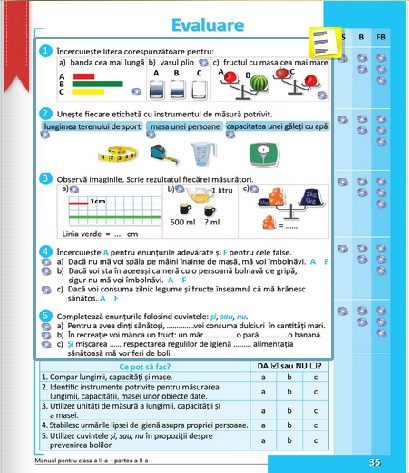 Evaluare
S B FB
1 Încercuiește litera corespunzătoare pentru:
a) banda cea mai lungă b) vasul plin c) fructul cu masa cea mai mare
A
B
C
A B C
A B C
2 Unește fiecare etichetă cu instrumentul de măsură potrivit.
lungimea terenului de sport masa unei persoane capacitatea unei găleți cu apă
3 Observă imaginile. Scrie rezultatul fiecărei măsurători.
a) b) c)
1cm 1 litru
500 ml ? ml
Linia verde = .... cm = ......
4 Încercuiește A pentru enunțurile adevărate și F pentru cele false.
a) Dacă nu mă voi spăla pe mâini înainte de masă, mă voi îmbolnăvi. A F
b) Dacă voi sta în aceeași cameră cu o persoană bolnavă de gripă,
sigur nu mă voi îmbolnăvi. A F
c) Dacă voi consuma zilnic legume și fructe înseamnă că mă hrănesc
sănătos. A F
5 Completează enunțurile folosind cuvintele: și, sau, nu.
a) Pentru a avea dinți sănătoși, .............voi consuma dulciuri în cantități mari.
b) În recreație voi mânca un fruct: un măr ............ o pară ............ o banană.
c) Și mișcarea ...... respectarea regulilor de igienă ......... alimentația
sănătoasă mă vor feri de boli.
Ce pot să fac? DA sau NU ?
1. Compar lungimi, capacități și mase. a b c
2. Identific instrumente potrivite pentru măsurarea
lungimii, capacității, masei unor obiecte date. a b c
3. Utilizez unități de măsură a lungimii, capacității și
a masei. a b c
4. Stabilesc urmările lipsei de igienă asupra propriei persoane. a b c
5. Utilizez cuvintele și, sau, nu în propoziții despre
prevenirea bolilor a b c
Manual pentru clasa a II-a - partea a II-a 35